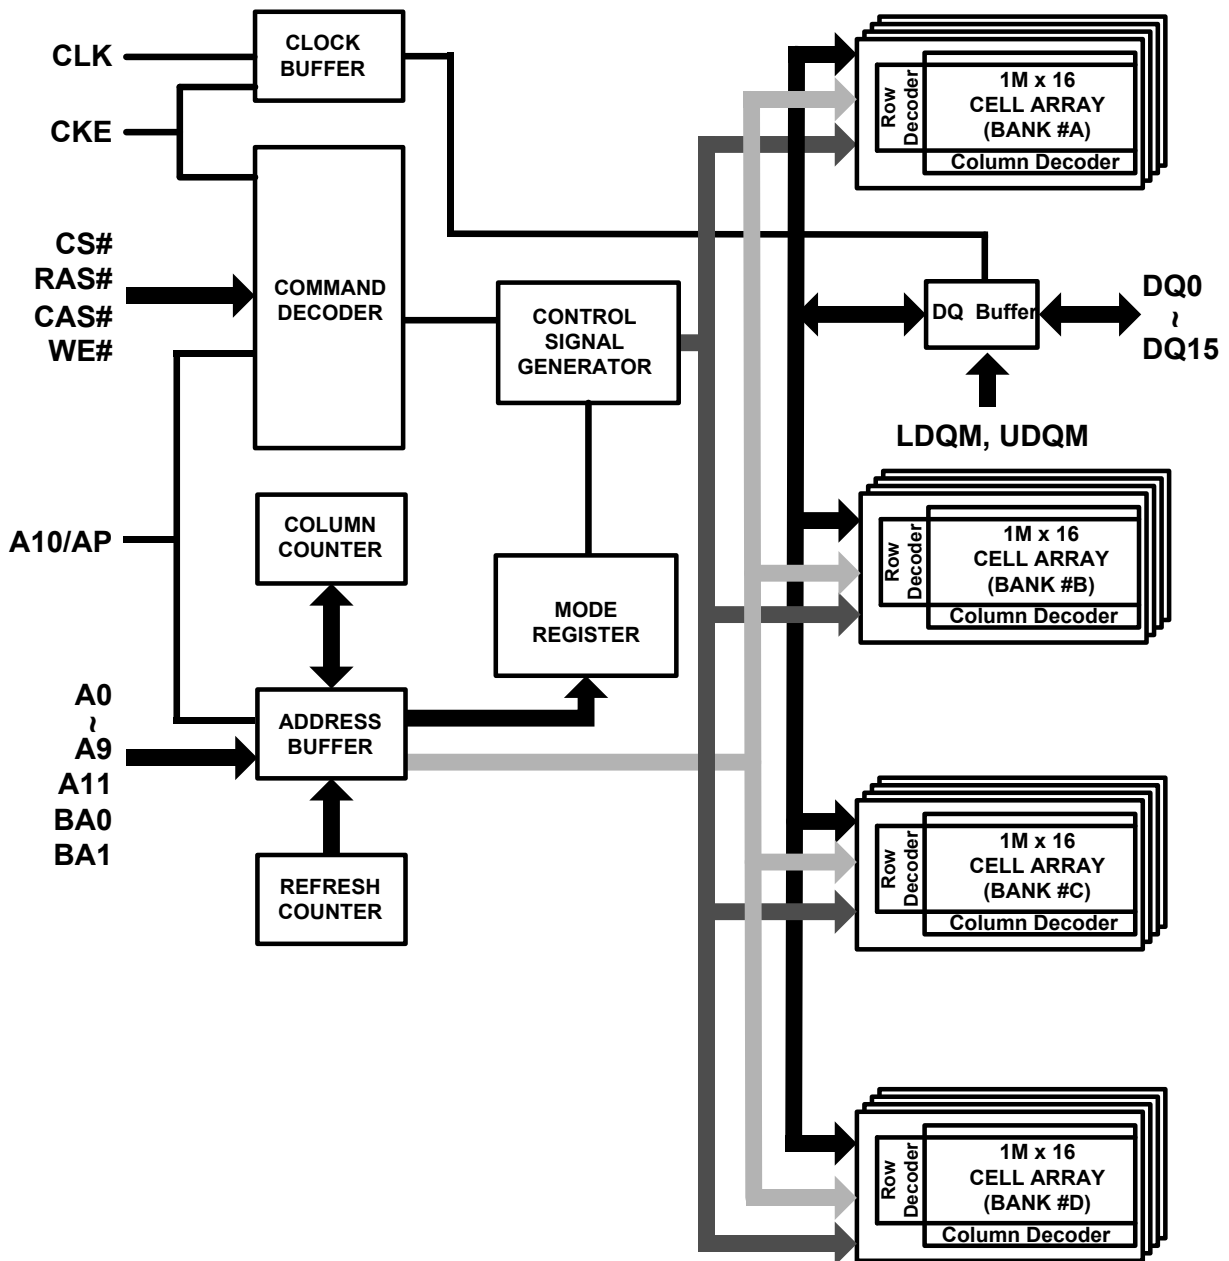 CLK
CKE
CLOCK
BUFFER
CS#
RAS#
CAS#
WE#
COMMAND
DECODER
CONTROL
SIGNAL
GENERATOR
A10/AP
COLUMN
COUNTER
MODE
REGISTER
A0
~
A9
A11
BA0
BA1
ADDRESS
BUFFER
REFRESH
COUNTER
Row
Decoder
1M x 16
CELL ARRAY
(BANK #A)
Column Decoder
DQ Buffer
DQ0
~
DQ15
LDQM, UDQM
Row
Decoder
1M x 16
CELL ARRAY
(BANK #B)
Column Decoder
Row
Decoder
1M x 16
CELL ARRAY
(BANK #C)
Column Decoder
Row
Decoder
1M x 16
CELL ARRAY
(BANK #D)
Column Decoder